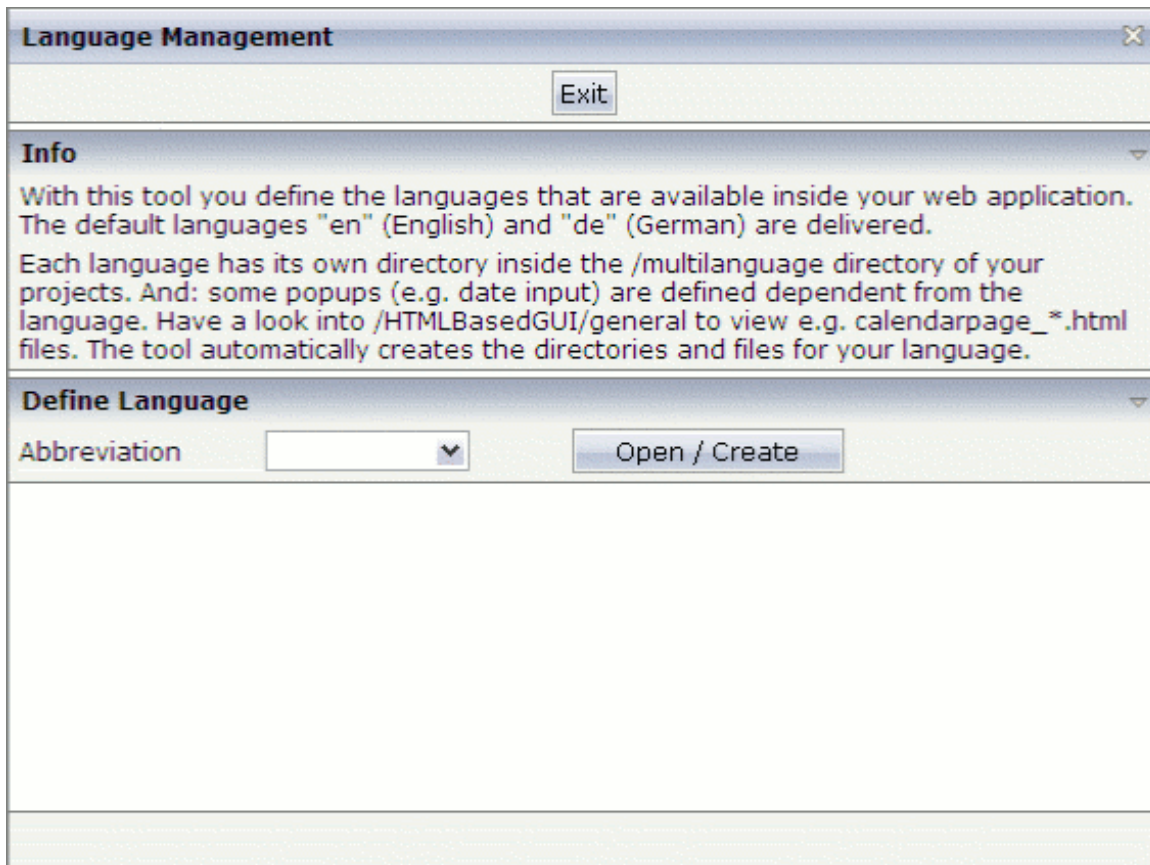 Language Management
Exit
Info
With this tool you define the languages that are available inside your web application.
The default languages "en" (English) and "de" (German) are delivered.
Each language has its own directory inside the /multilanguage directory of your
projects. And: some popups (e.g. date input) are defined dependent from the
language. Have a look into /HTMLBasedGUI/general to view e.g. calendarpage_*.html
files. The tool automatically creates the directories and files for your language.
Define Language
Abbreviation Open / Create